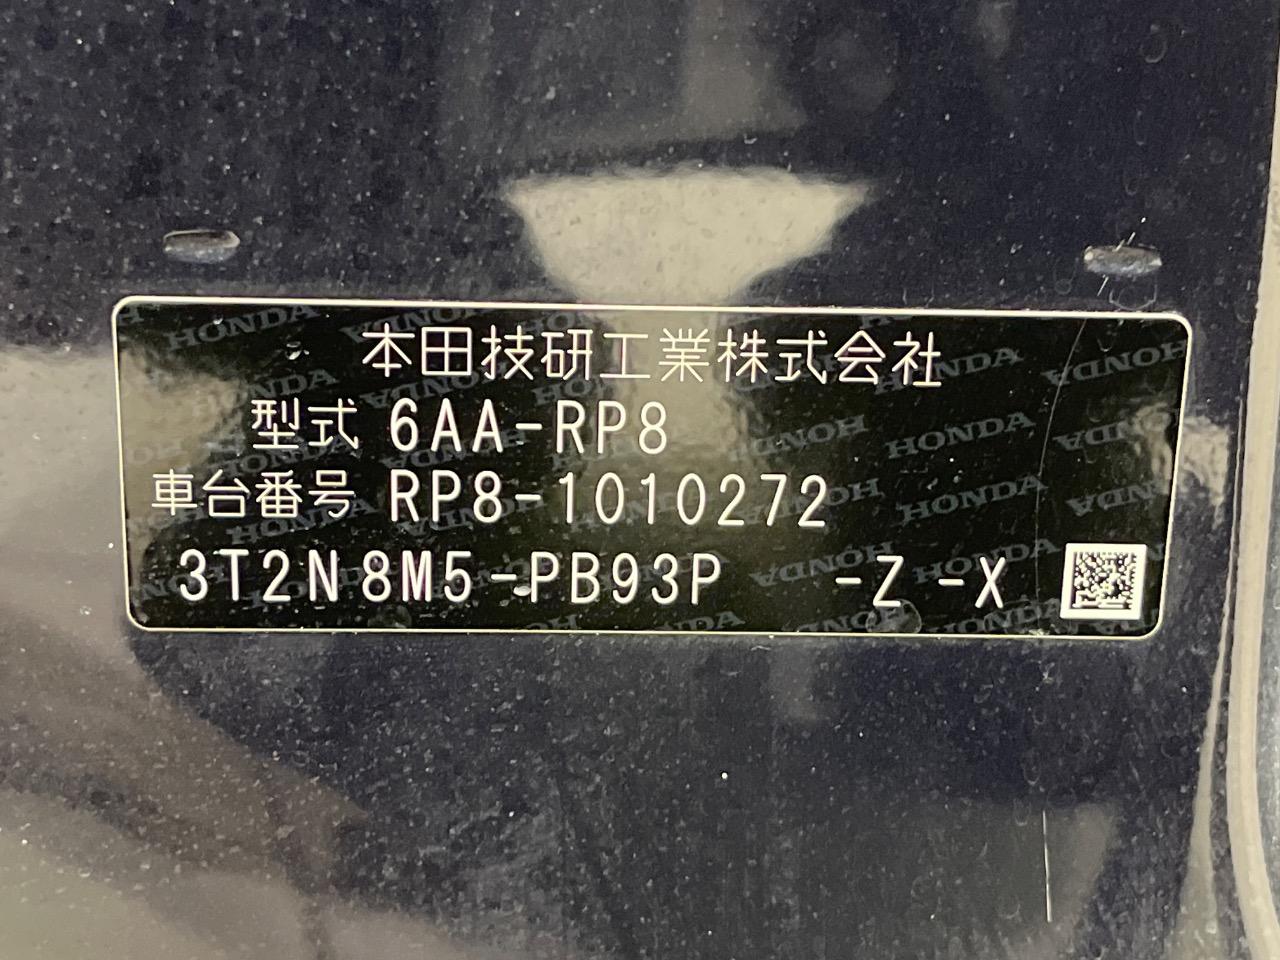 本田技研工業株式会社
型式 6AA-RP8
車台番号 RP8-1010272
3T2N8M5-PB93P -Z-X